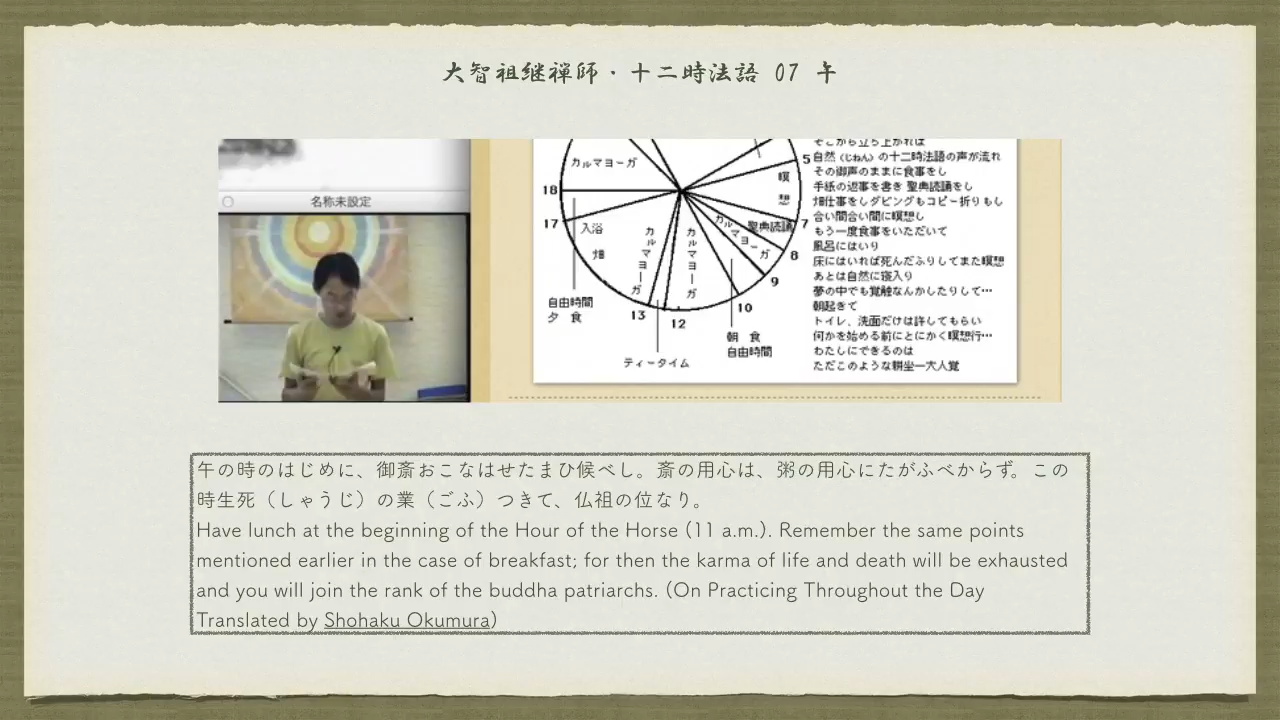 大智祖継禅師・十二時法語 07 午
名称未設定
カルマヨーガ
18
17
入浴
畑
カルマヨーガ
カルマヨーガ
カルマヨーガ
聖典読誦
瞑想
5
7
8
9
10
12
13
自由時間
夕 食
朝 食
自由時間
ティータイム
そこから立ち上がれば
自然（じねん）の十二時法語の声が流れ
その御声のままに食事をし
手紙の返事を書き 聖典読誦をし
畑仕事をしダビングもコピー折りもし
合い間合い間に瞑想し
もう一度食事をいただいて
風呂にはいり
床にはいれば死んだふりしてまた瞑想
あとは自然に寝入り
夢の中でも覚醒なんかしたりして…
朝起きて
トイレ、洗面だけは許してもらい
何かを始める前にとにかく瞑想行…
わたしにできるのは
ただこのような耕坐一大人覚
午の時のはじめに、御斎おこなはせたまひ候べし。斎の用心は、粥の用心にたがふべからず。この
時生死（しゃうじ）の業（ごふ）つきて、仏祖の位なり。
Have lunch at the beginning of the Hour of the Horse (11 a.m.). Remember the same points
mentioned earlier in the case of breakfast; for then the karma of life and death will be exhausted
and you will join the rank of the buddha patriarchs. (On Practicing Throughout the Day
Translated by Shohaku Okumura)